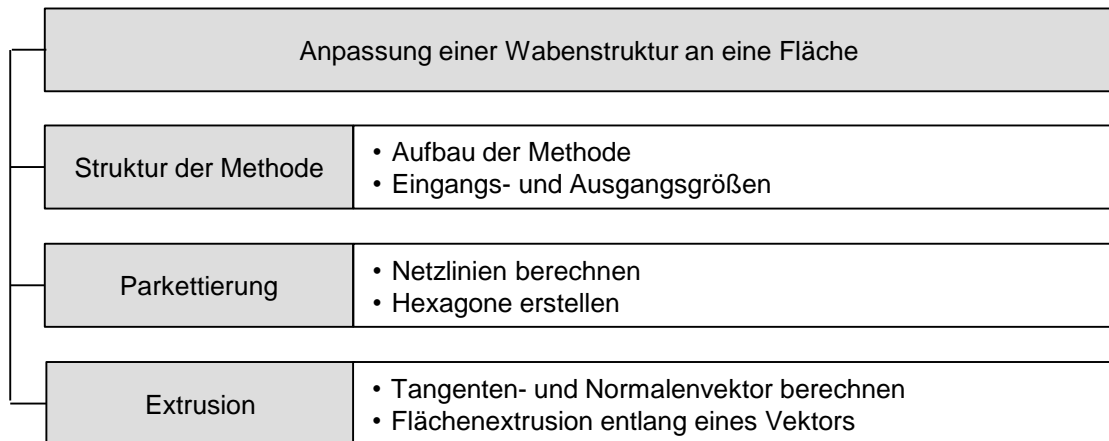 Anpassung einer Wabenstruktur an eine Fläche
Struktur der Methode
• Aufbau der Methode
• Eingangs- und Ausgangsgrößen
Parkettierung
• Netzlinien berechnen
• Hexagone erstellen
Extrusion
• Tangenten- und Normalenvektor berechnen
• Flächenextrusion entlang eines Vektors